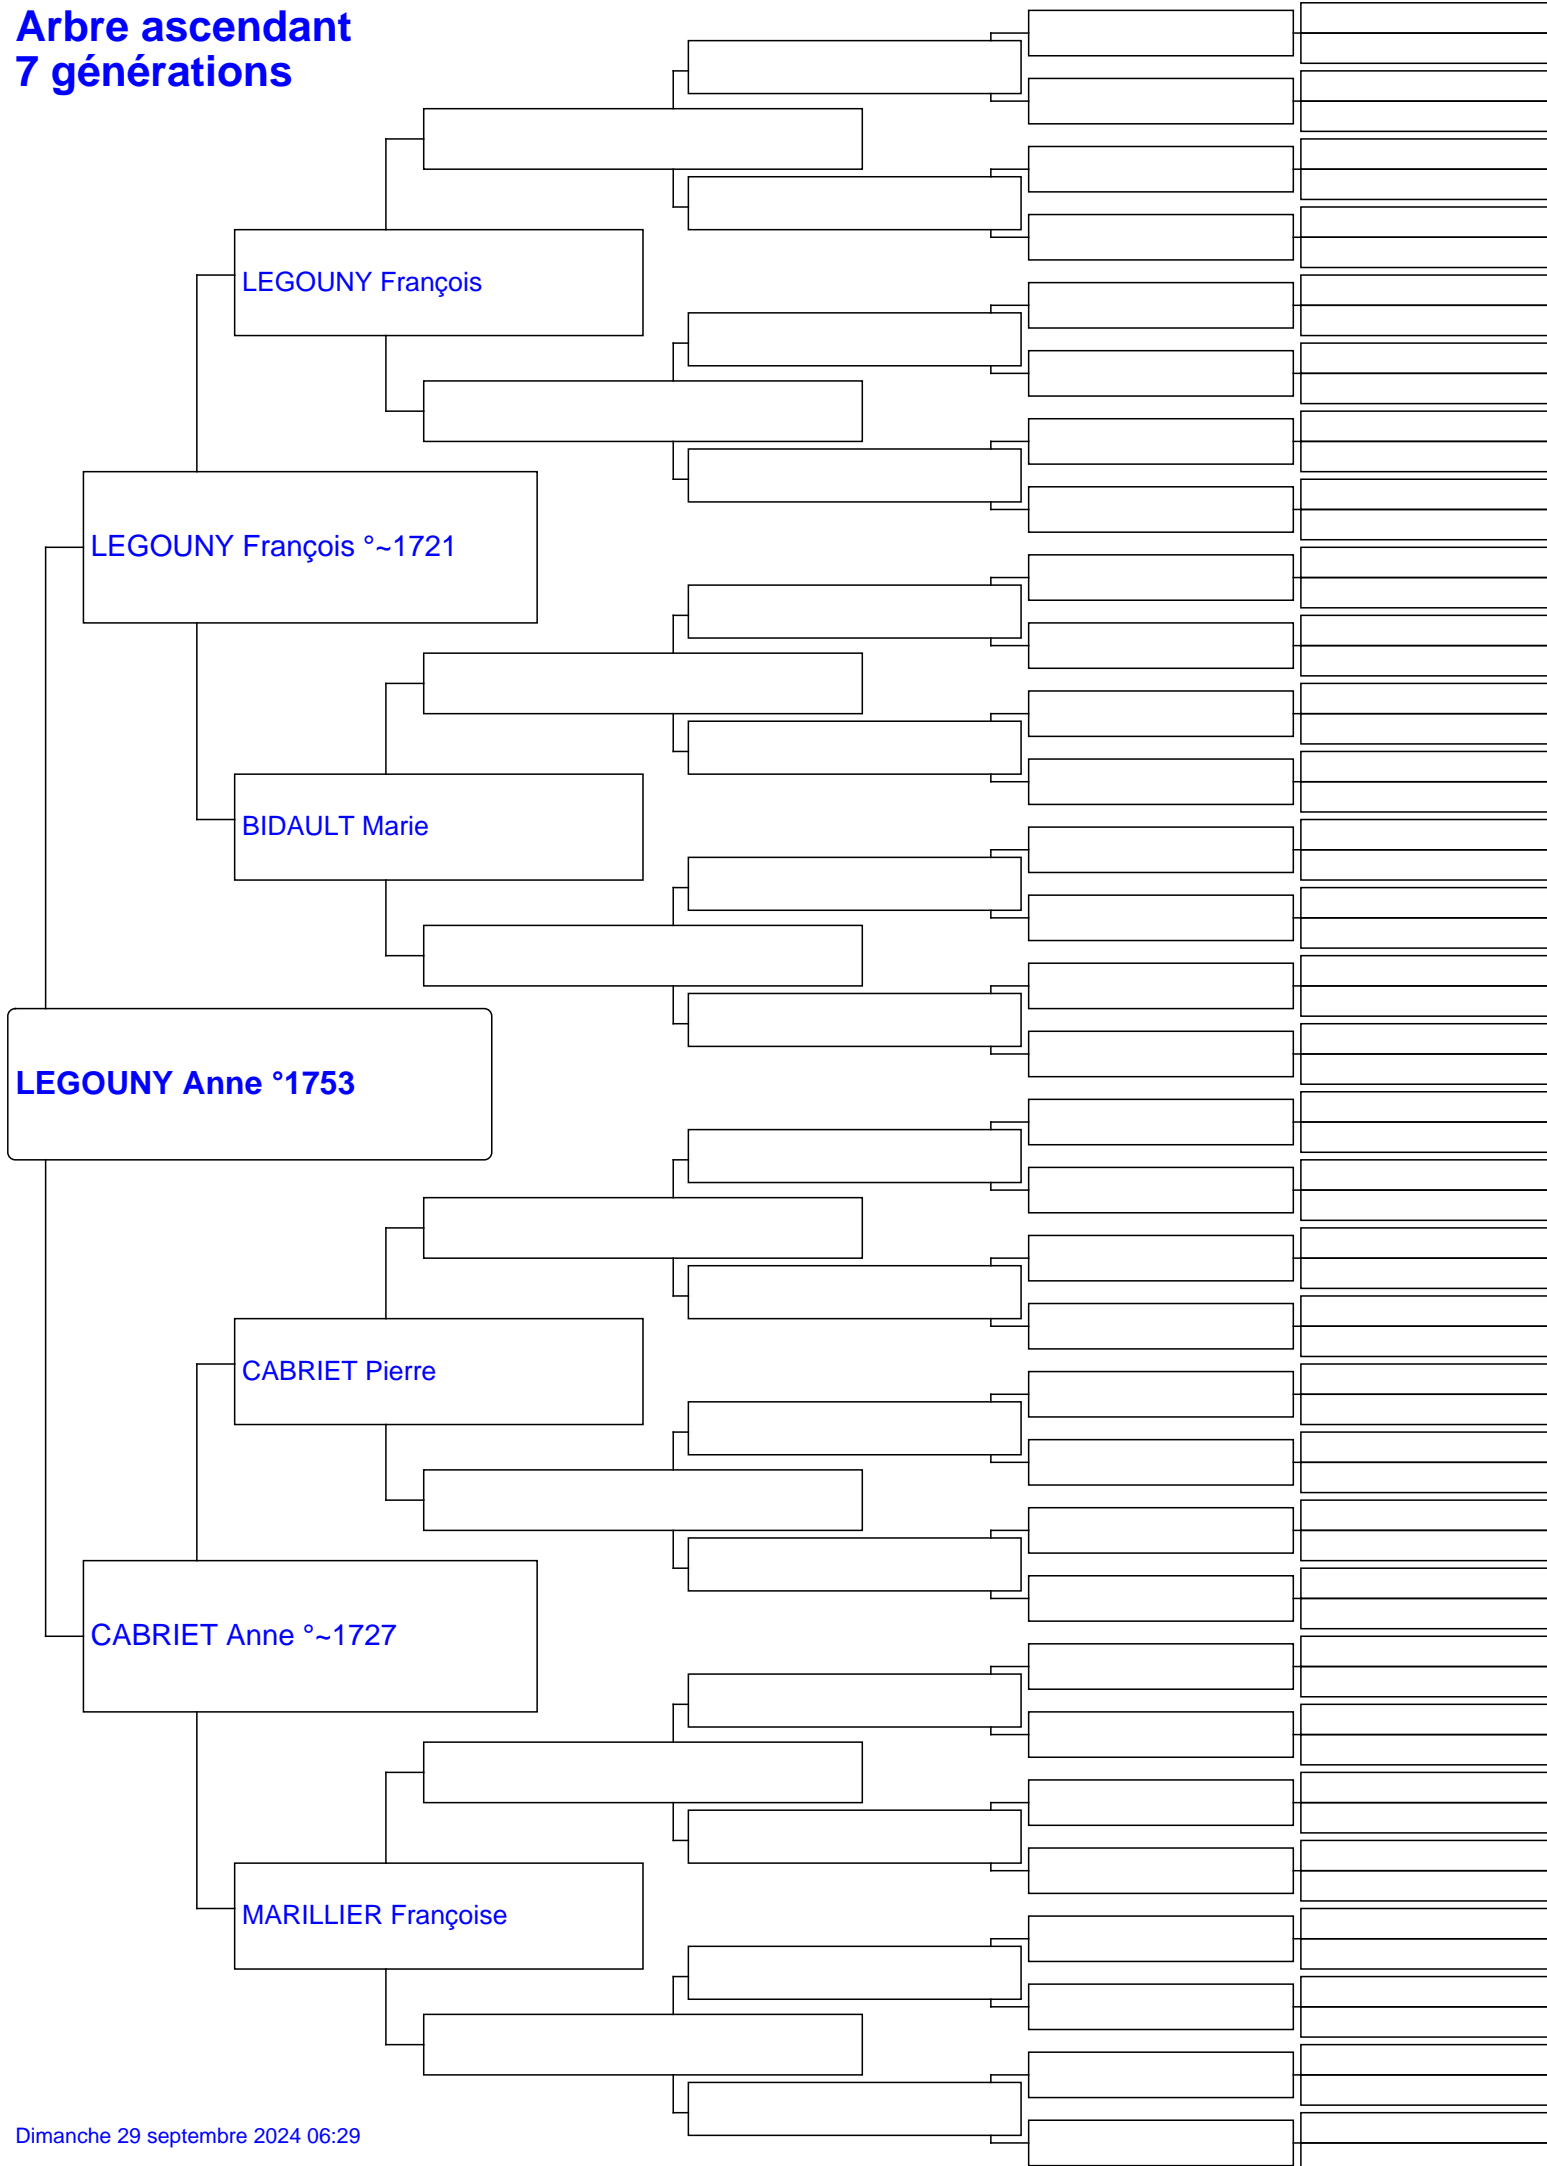 Arbre ascendant
7 générations
LEGOUNY François
LEGOUNY François °~1721
BIDAULT Marie
LEGOUNY Anne °1753
CABRIET Pierre
CABRIET Anne °~1727
MARILLIER Françoise
Dimanche 29 septembre 2024 06:29